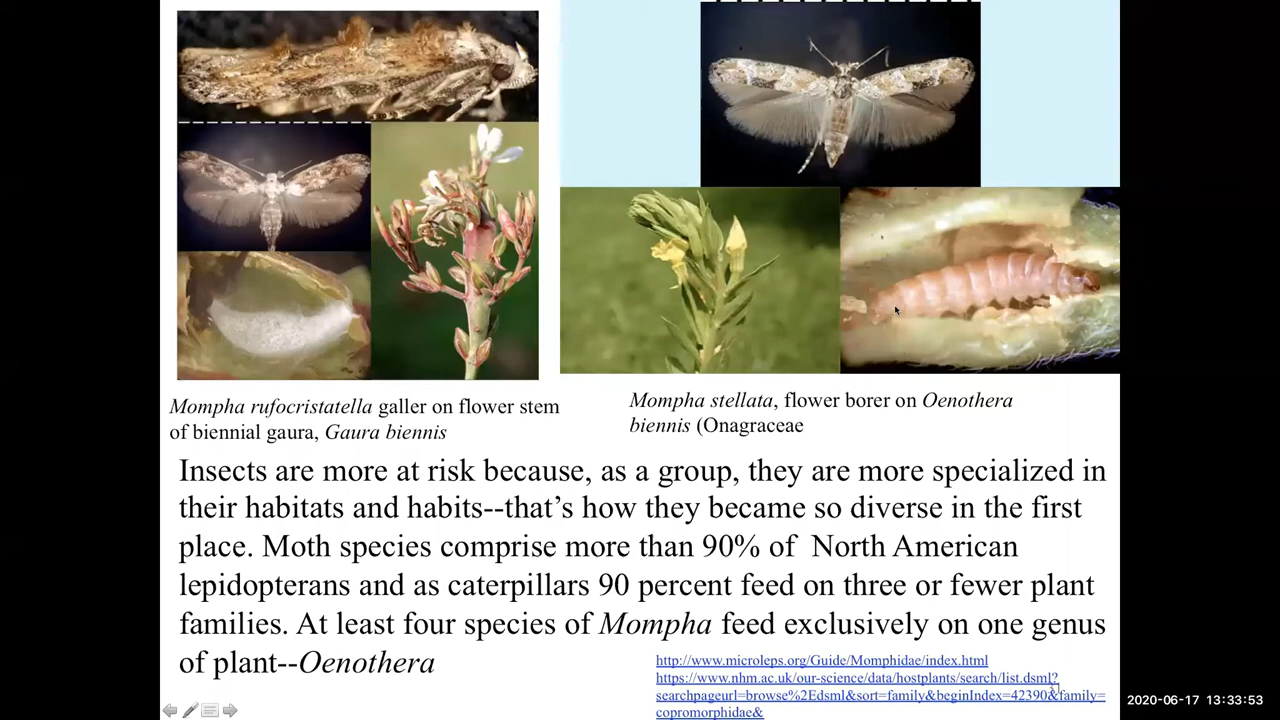 Mompha rufocristatella galler on flower stem
of biennial gaura, Gaura biennis
Mompha stellata, flower borer on Oenothera
biennis (Onagraceae
Insects are more at risk because, as a group, they are more specialized in
their habitats and habits--that’s how they became so diverse in the first
place. Moth species comprise more than 90% of North American
lepidopterans and as caterpillars 90 percent feed on three or fewer plant
families. At least four species of Mompha feed exclusively on one genus
of plant--Oenothera
http://www.microleps.org/Guide/Momphidae/index.html
https://www.nhm.ac.uk/our-science/data/hostplants/search/list.dsml?
searchpageurl=browse%2Edsml&sort=family&beginIndex=42390&family=
copromorphidae&
2020-06-17 13:33:53